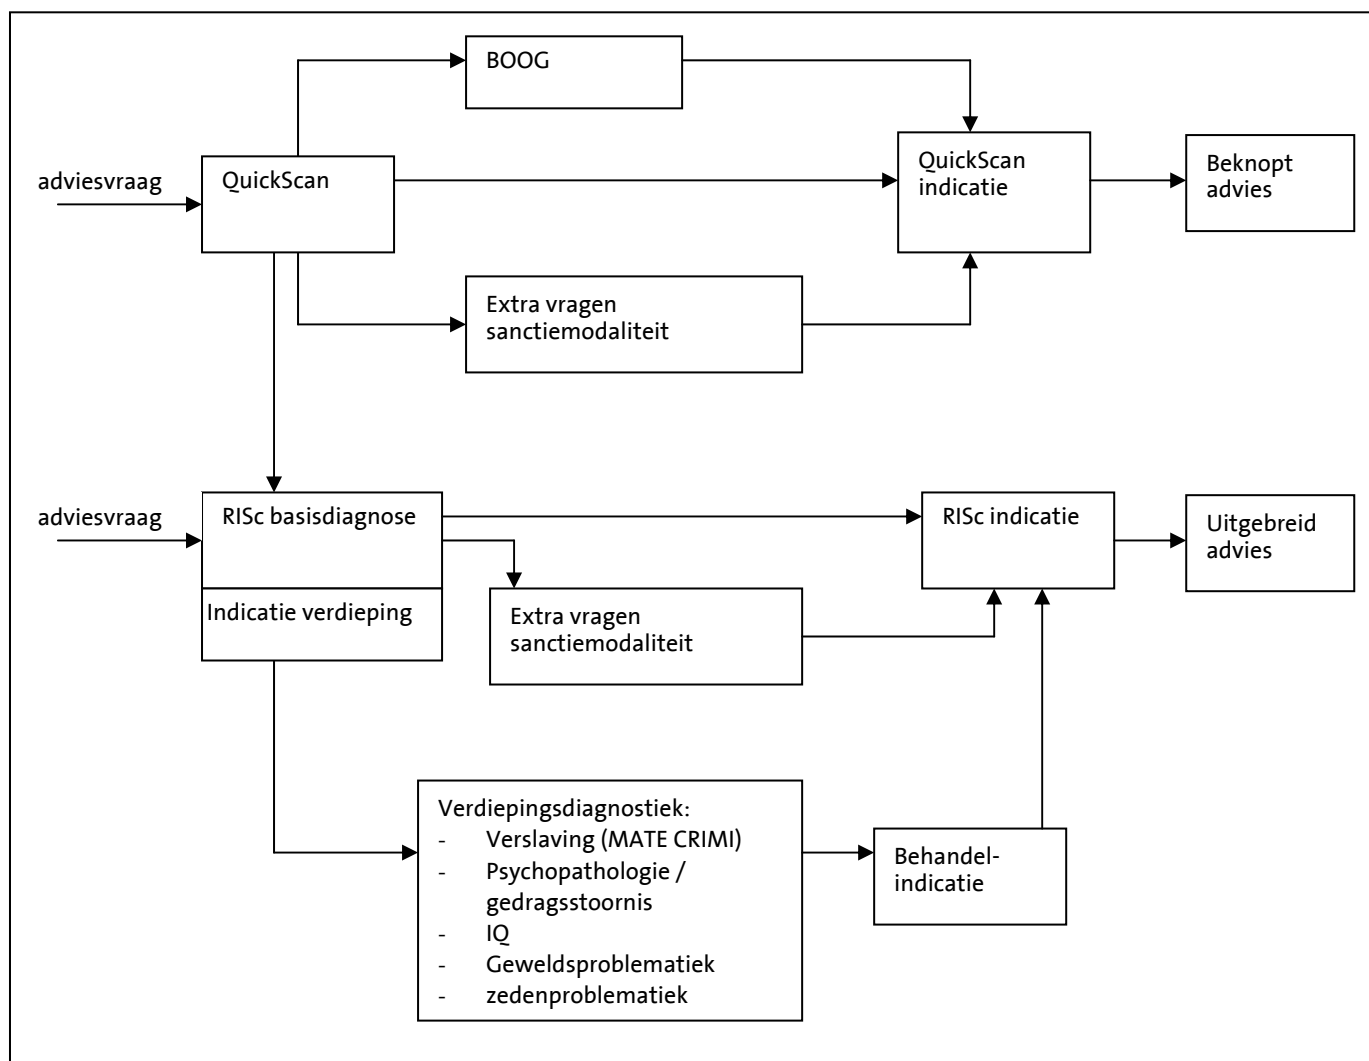 BOOG
adviesvraag
QuickScan
QuickScan
indicatie
Beknopt
advies
Extra vragen
sanctiemodaliteit
adviesvraag
RISc basisdiagnose
Indicatie verdieping
RISc indicatie
Uitgebreid
advies
Extra vragen
sanctiemodaliteit
Verdiepingsdiagnostiek:
- Verslaving (MATE CRIMI)
- Psychopathologie /
gedragsstoornis
- IQ
- Geweldsproblematiek
- zedenproblematiek
Behandel-
indicatie